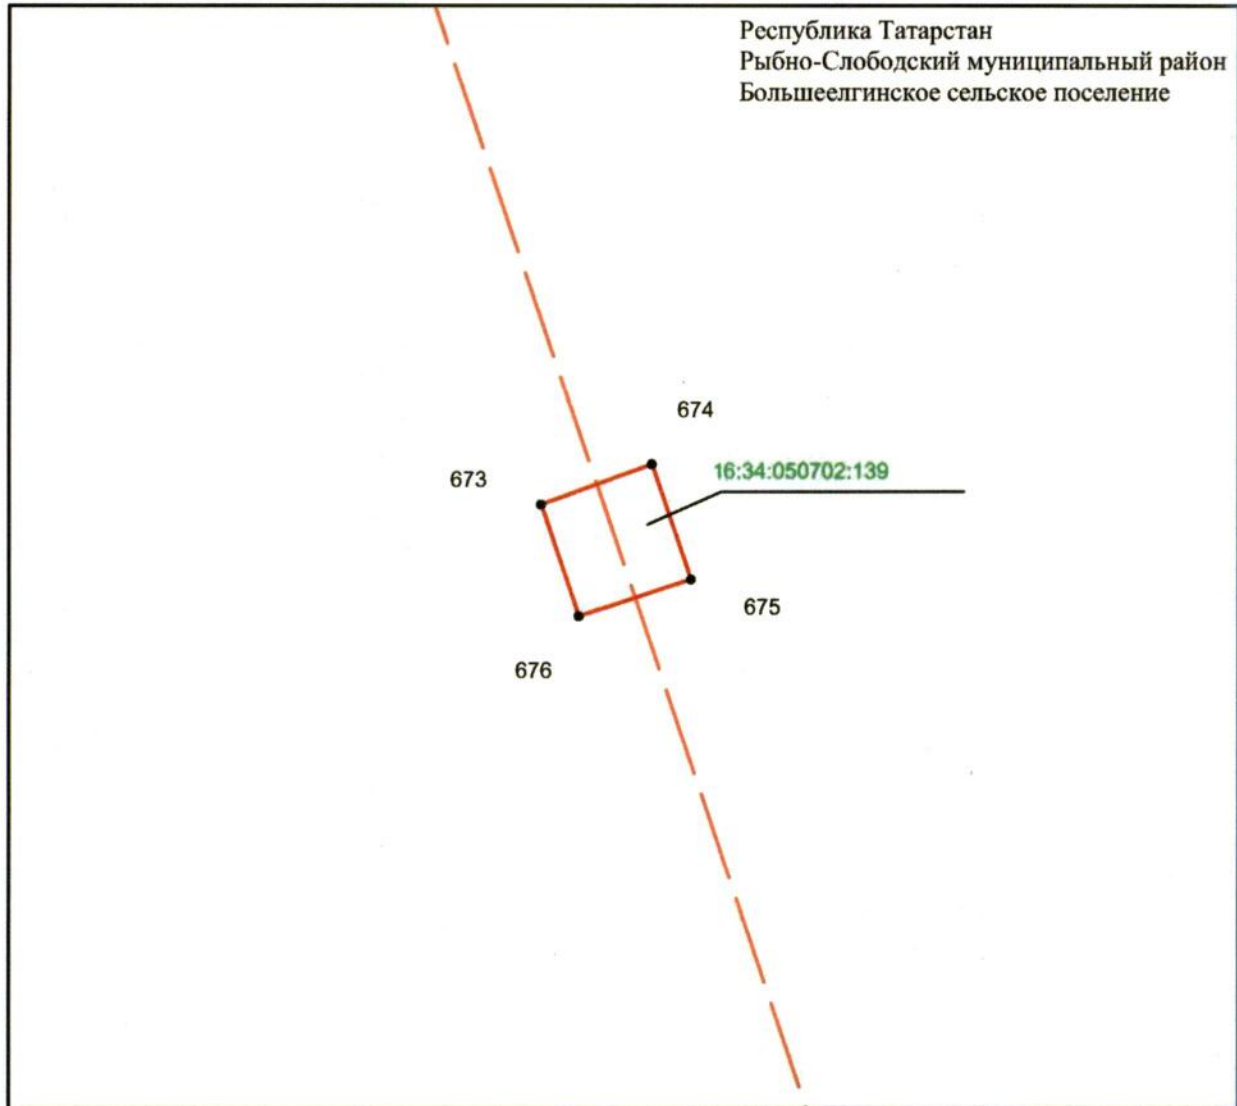 Республика Татарстан
Рыбно-Слободский муниципальный район
Большеелгинское сельское поселение
674
673
16:34:050702:139
675
676